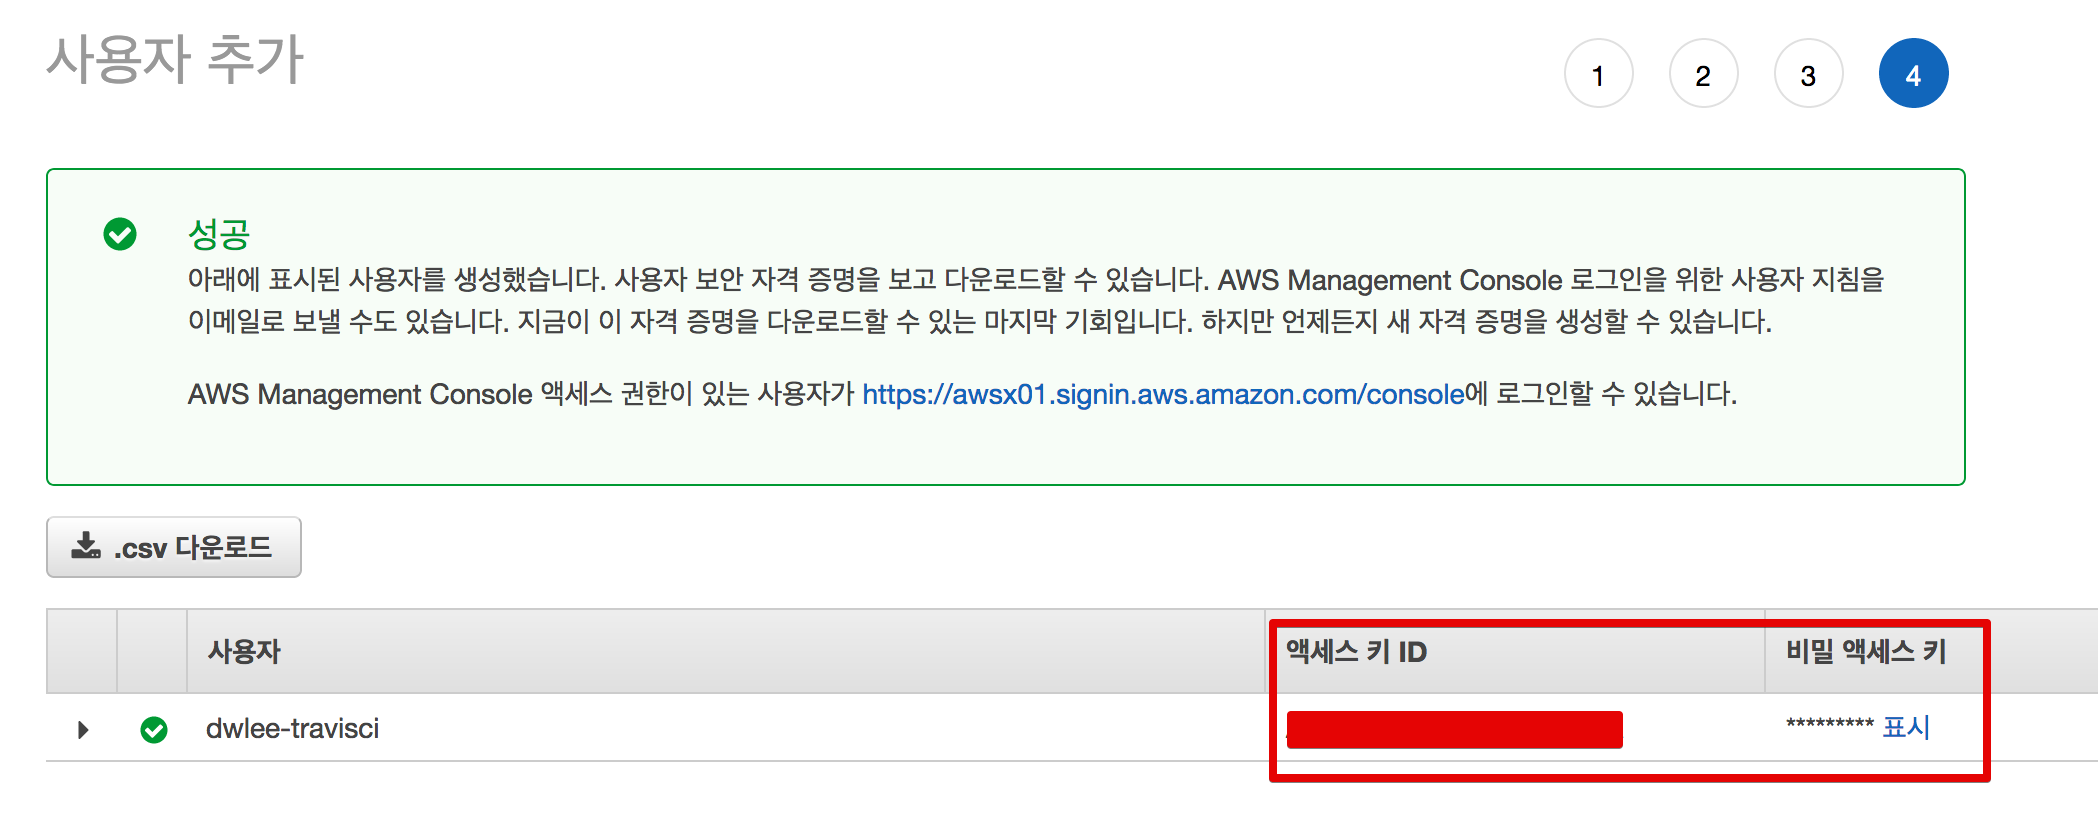 사용자 추가
1 2 3 4
성공
아래에 표시된 사용자를 생성했습니다. 사용자 보안 자격 증명을 보고 다운로드할 수 있습니다. AWS Management Console 로그인을 위한 사용자 지침을
이메일로 보낼 수도 있습니다. 지금이 이 자격 증명을 다운로드할 수 있는 마지막 기회입니다. 하지만 언제든지 새 자격 증명을 생성할 수 있습니다.
AWS Management Console 액세스 권한이 있는 사용자가 https://awsx01.signin.aws.amazon.com/console에 로그인할 수 있습니다.
.csv 다운로드
사용자 액세스 키 ID 비밀 액세스 키
dwlee-travisci ********* 표시